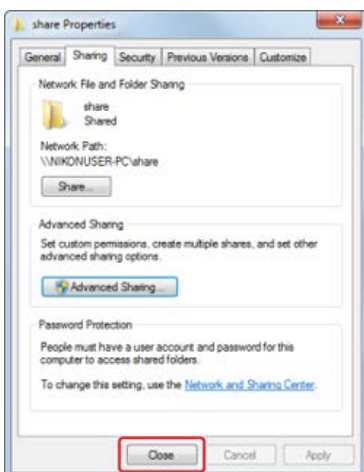 share Properties
General Sharing Security Previous Versions Customize
Network File and Folder Sharing
share
Shared
Network Path:
\\NIKONUSER-PC\share
Share...
Advanced Sharing
Set custom permissions, create multiple shares, and set other
advanced sharing options.
Advanced Sharing...
Password Protection
People must have a user account and password for this
computer to access shared folders.
To change this setting, use the Network and Sharing Center.
Close Cancel Apply